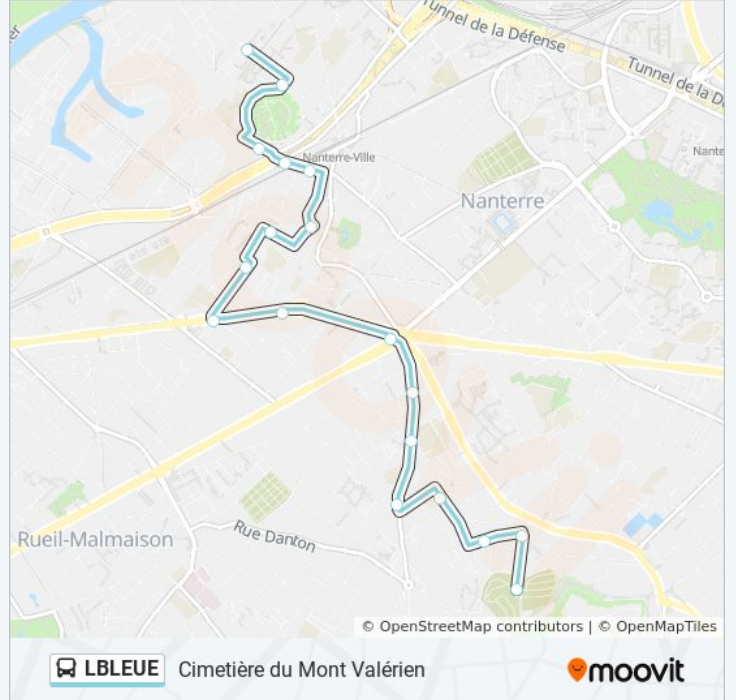 er
Tunnel de la Défense
Tunnel de la D
Nanterre-Ville
Nante
Nanterre
Rueil-Malmaison
Rue Danton
© OpenStreetMap contributors | © OpenMapTiles
LBLEUE Cimetière du Mont Valérien moovit